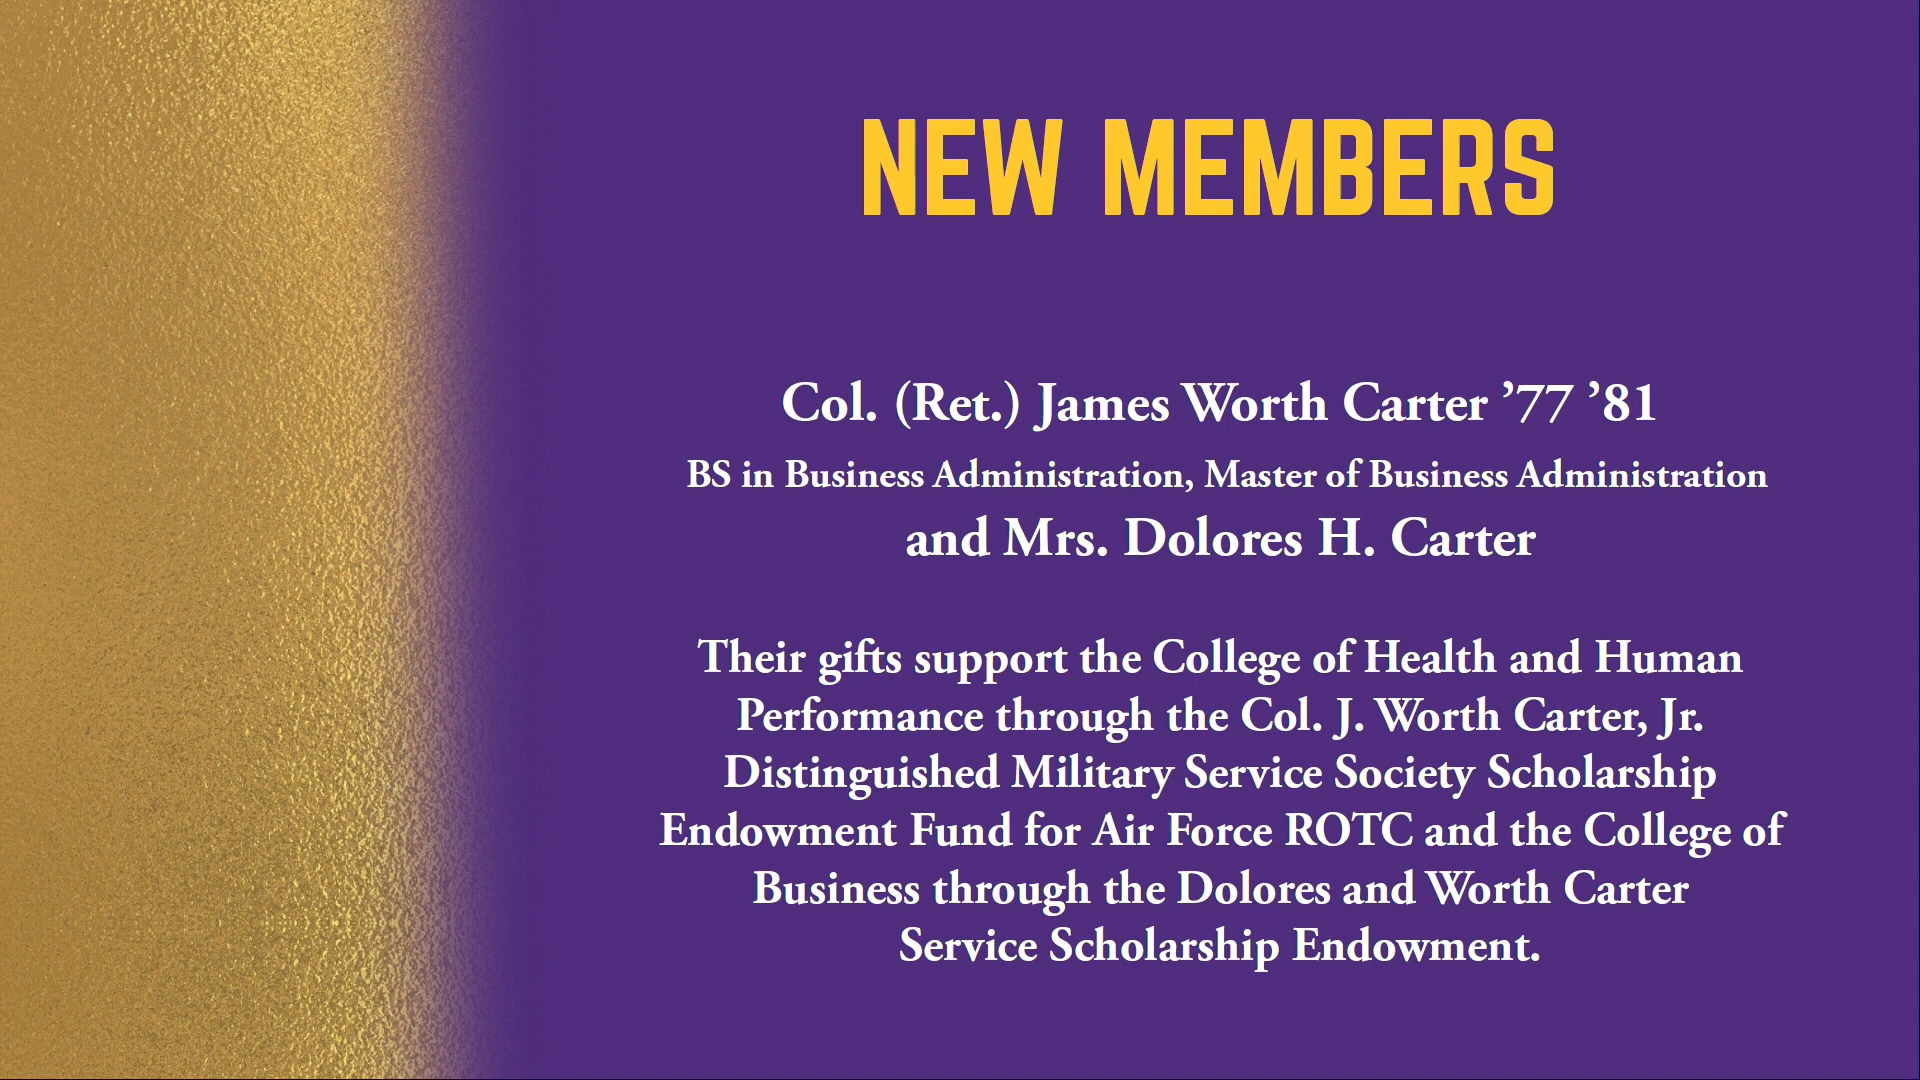 NEW MEMBERS
Col. (Ret.) James Worth Carter ’77 ’81
BS in Business Administration, Master of Business Administration
and Mrs. Dolores H. Carter
Their gifts support the College of Health and Human
Performance through the Col. J. Worth Carter, Jr.
Distinguished Military Service Society Scholarship
Endowment Fund for Air Force ROTC and the College of
Business through the Dolores and Worth Carter
Service Scholarship Endowment.